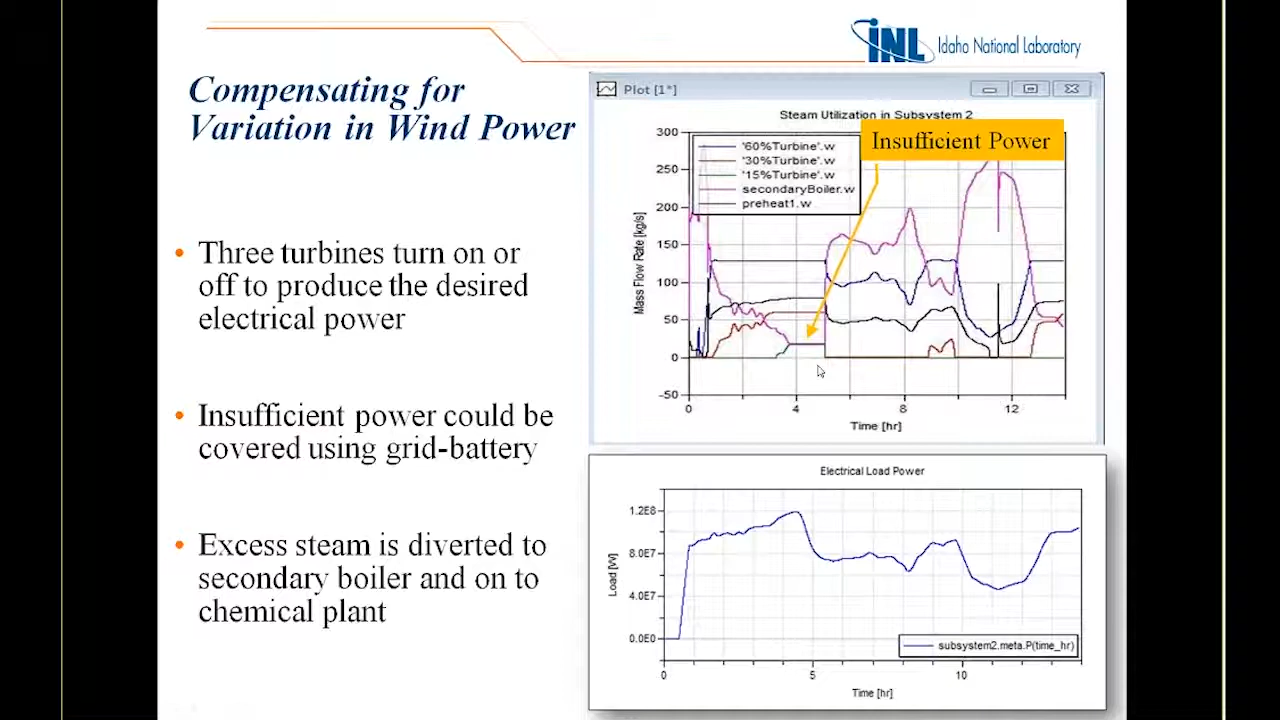 INL Idaho National Laboratory
Compensating for
Variation in Wind Power
• Three turbines turn on or
off to produce the desired
electrical power
• Insufficient power could be
covered using grid-battery
• Excess steam is diverted to
secondary boiler and on to
chemical plant
Plot [1*]
Steam Utilization in Subsystem 2
Insufficient Power
'60%Turbine'.w
'30%Turbine'.w
'15%Turbine'.w
secondaryBoiler.w
preheat1.w
Mass Flow Rate [kg/s]
300
250
200
150
100
50
0
-50
0 4 8 12
Time [hr]
Electrical Load Power
Load [W]
1.2E8
8.0E7
4.0E7
0.0E0
subsystem2.meta.P(time_hr)
0 5 10
Time [hr]